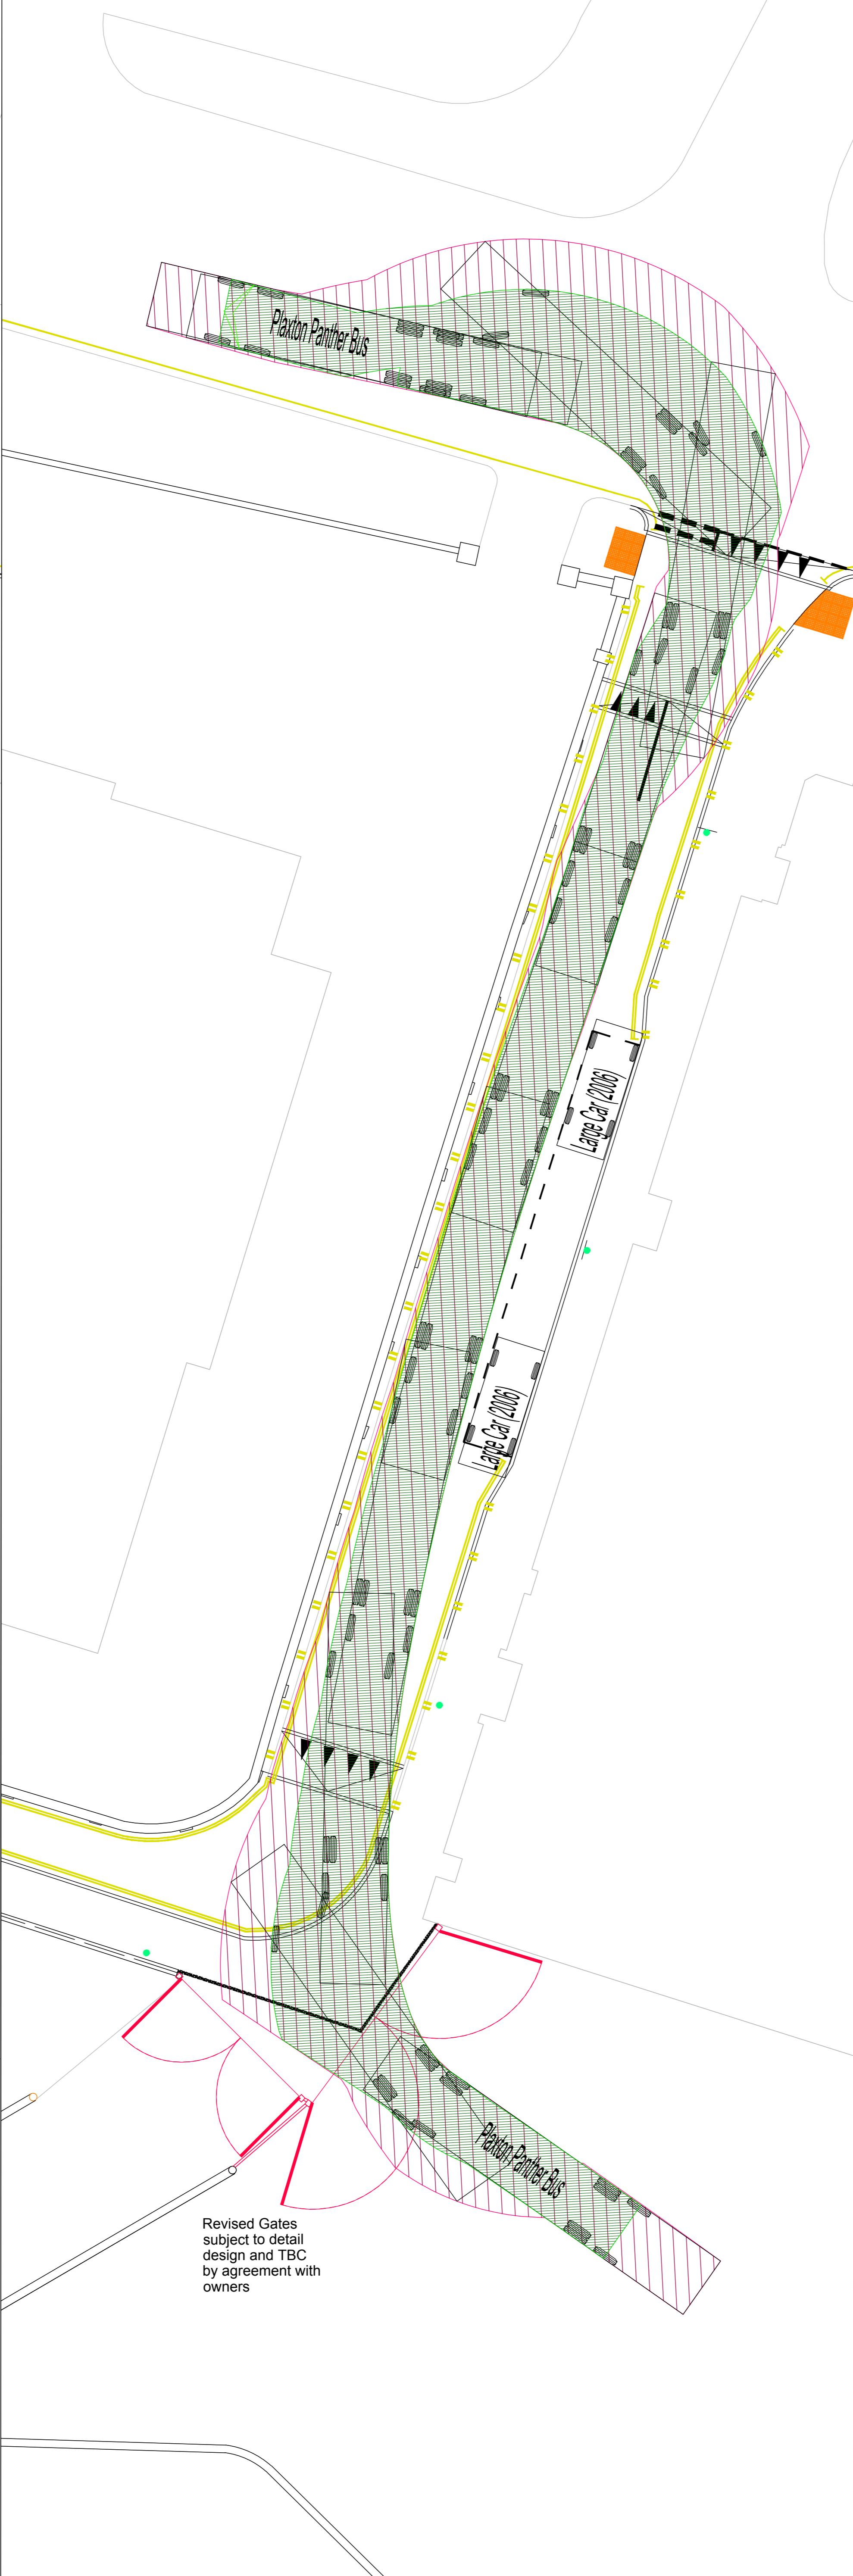 Plaxton Panther Bus
Large Car (2006)
Large Car (2006)
Plaxton Panther Bus
Revised Gates
subject to detail
design and TBC
by agreement with
owners